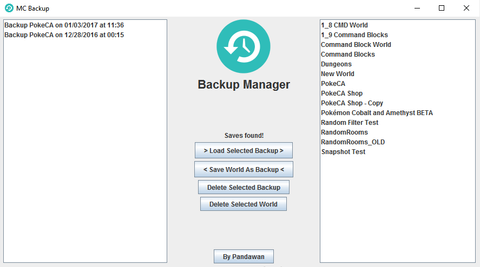 MC Backup
Backup PokeCA on 01/03/2017 at 11:36
Backup PokeCA on 12/28/2016 at 00:15
Backup Manager
Saves found!
> Load Selected Backup >
< Save World As Backup <
Delete Selected Backup
Delete Selected World
By Pandawan
1_8 CMD World
1_9 Command Blocks
Command Block World
Command Blocks
Dungeons
New World
PokeCA
PokeCA Shop
PokeCA Shop - Copy
Pokémon Cobalt and Amethyst BETA
Random Filter Test
RandomRooms
RandomRooms_OLD
Snapshot Test